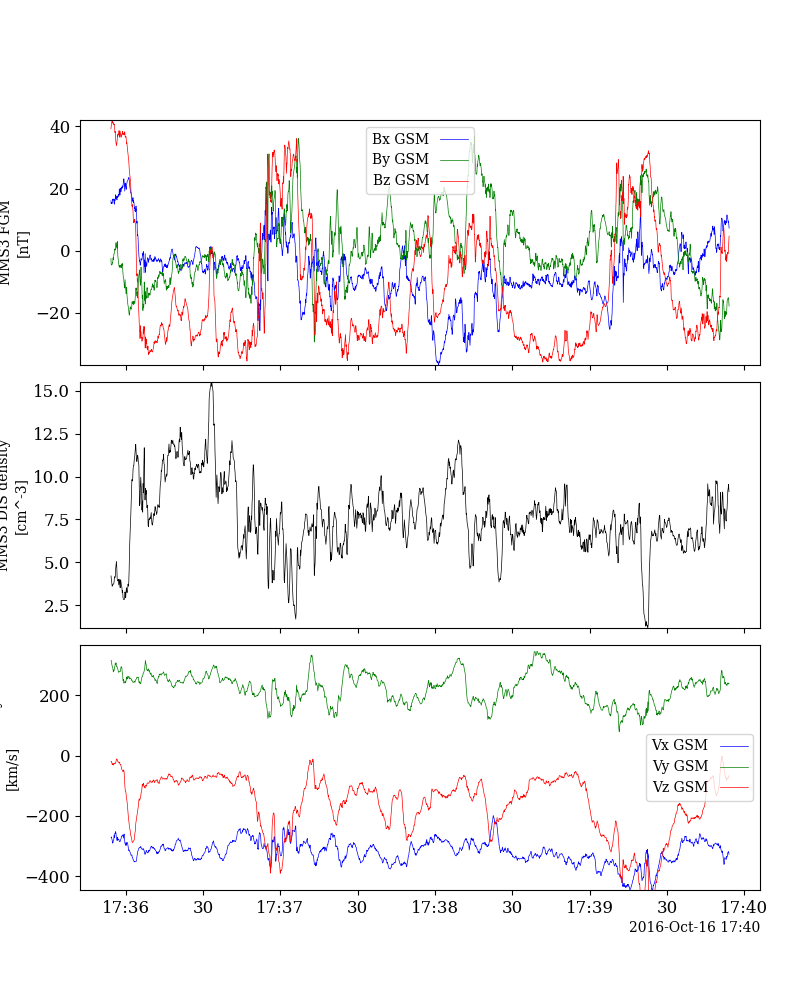 40
20
0
−20
MMS3 FGM
[nT]
Bx GSM
By GSM
Bz GSM
15.0
12.5
10.0
7.5
5.0
2.5
MMS3 DIS density
[cm^-3]
200
0
−200
−400
[km/s]
Vx GSM
Vy GSM
Vz GSM
17:36
30
17:37
30
17:38
30
17:39
30
17:40
2016-Oct-16 17:40